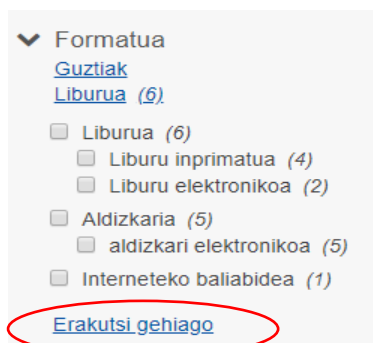 Formatua
Guztiak
Liburua (6)
Liburua (6)
Liburu inprimatua (4)
Liburu elektronikoa (2)
Aldizkaria (5)
aldizkari elektronikoa (5)
Interneteko baliabidea (1)
Erakutsi gehiago